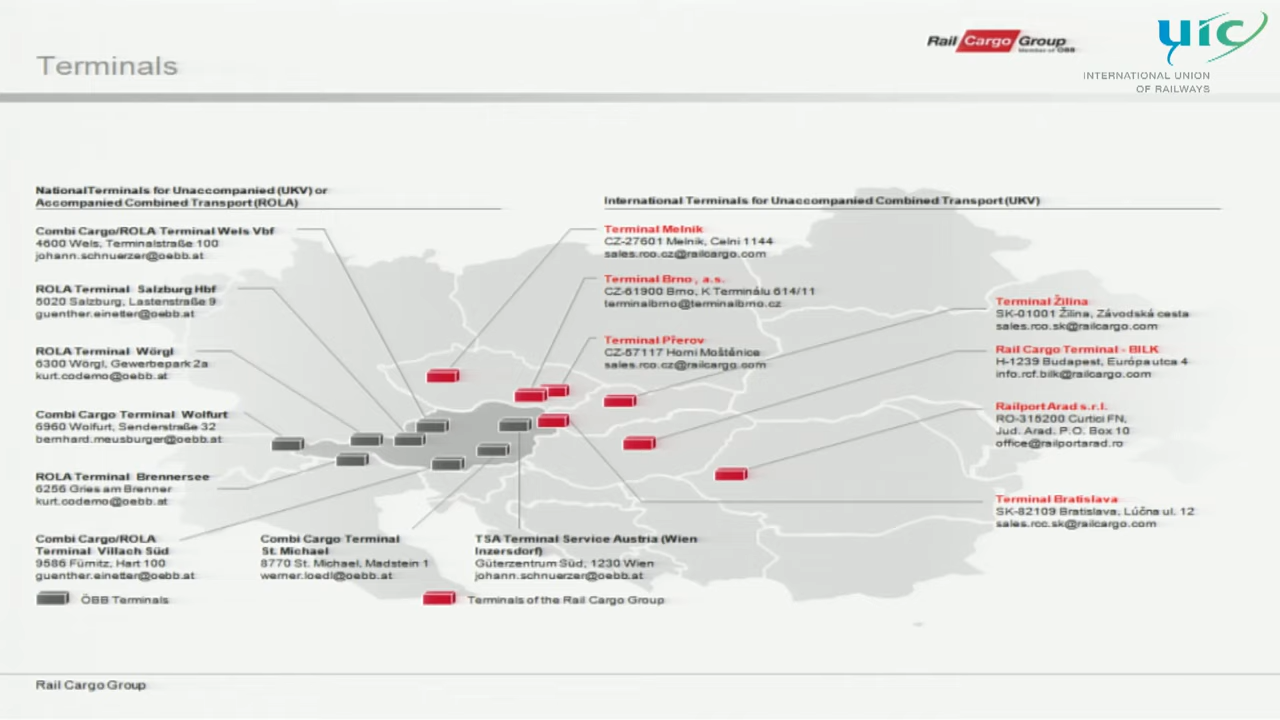 Terminals
Rail Cargo Group
Member of ÖBB
uic
INTERNATIONAL UNION
OF RAILWAYS
NationalTerminals for Unaccompanied (UKV) or
Accompanied Combined Transport (ROLA)
Combi Cargo/ROLA Terminal Wels Vbf
4600 Wels, Terminalstraße 100
johann.schnuerzer@oebb.at
ROLA Terminal Salzburg Hbf
5020 Salzburg, Lastenstraße 9
guenther.einetter@oebb.at
ROLA Terminal Wörgl
6300 Wörgl, Gewerbepark 2a
kurt.codemo@oebb.at
Combi Cargo Terminal Wolfurt
6960 Wolfurt, Senderstraße 32
bernhard.meusburger@oebb.at
ROLA Terminal Brennersee
6256 Gries am Brenner
kurt.codemo@oebb.at
Combi Cargo/ROLA
Terminal Villach Süd
9586 Fürnitz, Hart 100
guenther.einetter@oebb.at
Combi Cargo Terminal
St. Michael
8770 St. Michael, Madstein 1
werner.loedl@oebb.at
TSA Terminal Service Austria (Wien
Inzersdorf)
Güterzentrum Süd, 1230 Wien
johann.schnuerzer@oebb.at
International Terminals for Unaccompanied Combined Transport (UKV)
Terminal Melnik
CZ-27601 Melnik, Celni 1144
sales.rco.cz@railcargo.com
Terminal Brno, a.s.
CZ-61900 Brno, K Terminálu 614/11
terminalbrno@terminalbrno.cz
Terminal Přerov
CZ-57117 Horni Moštěnice
sales.rco.cz@railcargo.com
Terminal Žilina
SK-01001 Žilina, Závodská cesta
sales.rco.sk@railcargo.com
Rail Cargo Terminal - BILK
H-1239 Budapest, Európa utca 4
info.rcf.bilk@railcargo.com
Railport Arad s.r.l.
RO-315200 Curtici FN,
Jud. Arad. P.O. Box 10
office@railportarad.ro
Terminal Bratislava
SK-82109 Bratislava, Lúčna ul. 12
sales.rcc.sk@railcargo.com
ÖBB Terminals
Terminals of the Rail Cargo Group
Rail Cargo Group